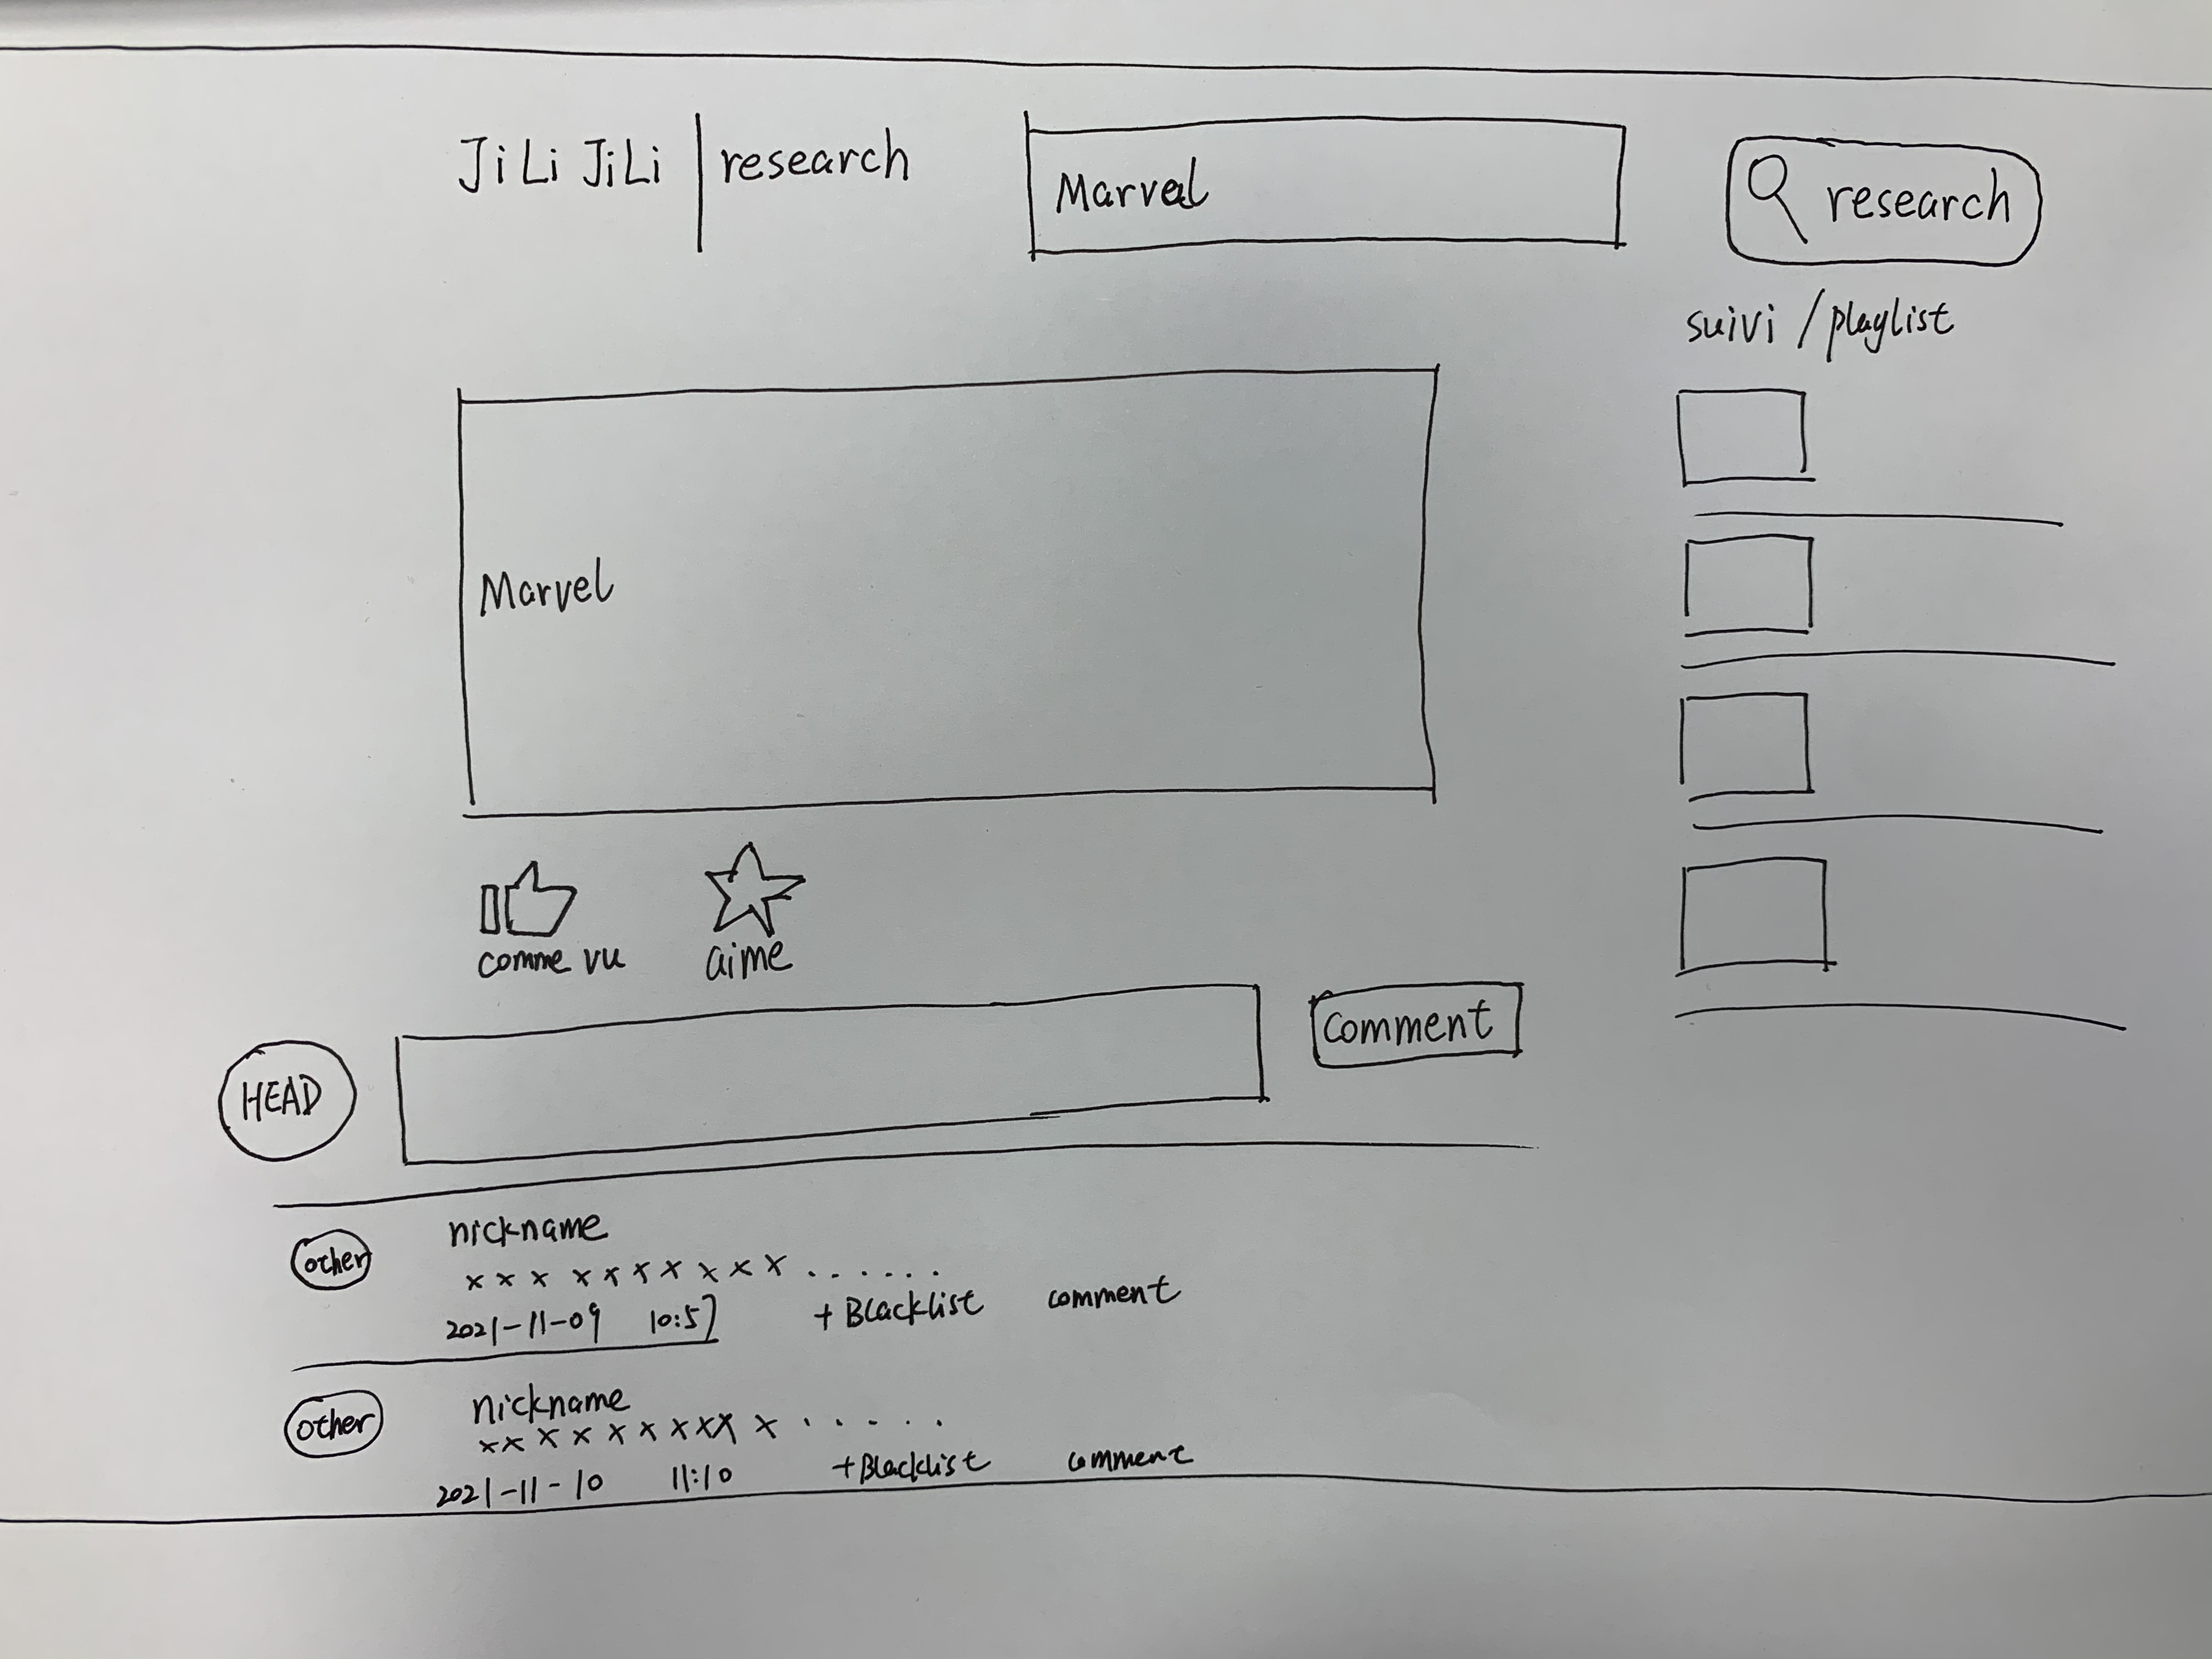 JiLi JiLi | research
Marvel
research
suivi / playlist
Marvel
comme vu
aime
HEAD
comment
other
nickname
x x x x x x x x x x . . . . . .
2021-11-09 10:57 + Blacklist comment
other
nickname
x x x x x x x x x x . . . . .
2021-11-10 11:10 + Blacklist comment